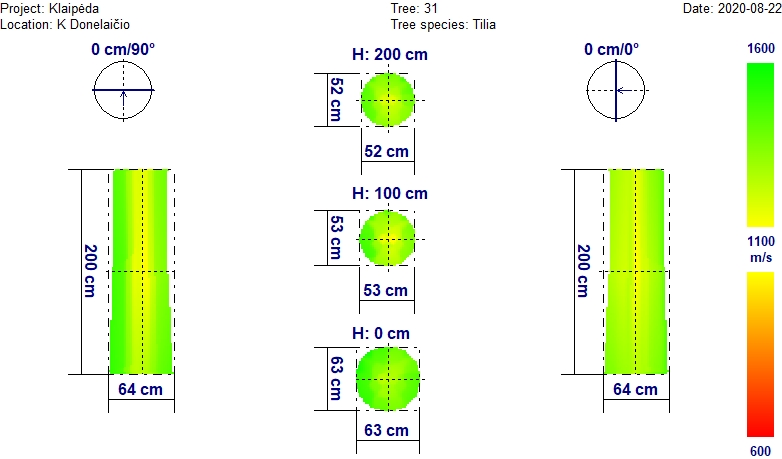 Project: Klaipėda
Tree: 31
Date: 2020-08-22
Location: K Donelaičio
Tree species: Tilia
0 cm/90°
H: 200 cm
0 cm/0°
1600
52 cm
52 cm
H: 100 cm
53 cm
53 cm
200 cm
200 cm
1100
m/s
H: 0 cm
63 cm
64 cm
64 cm
63 cm
600